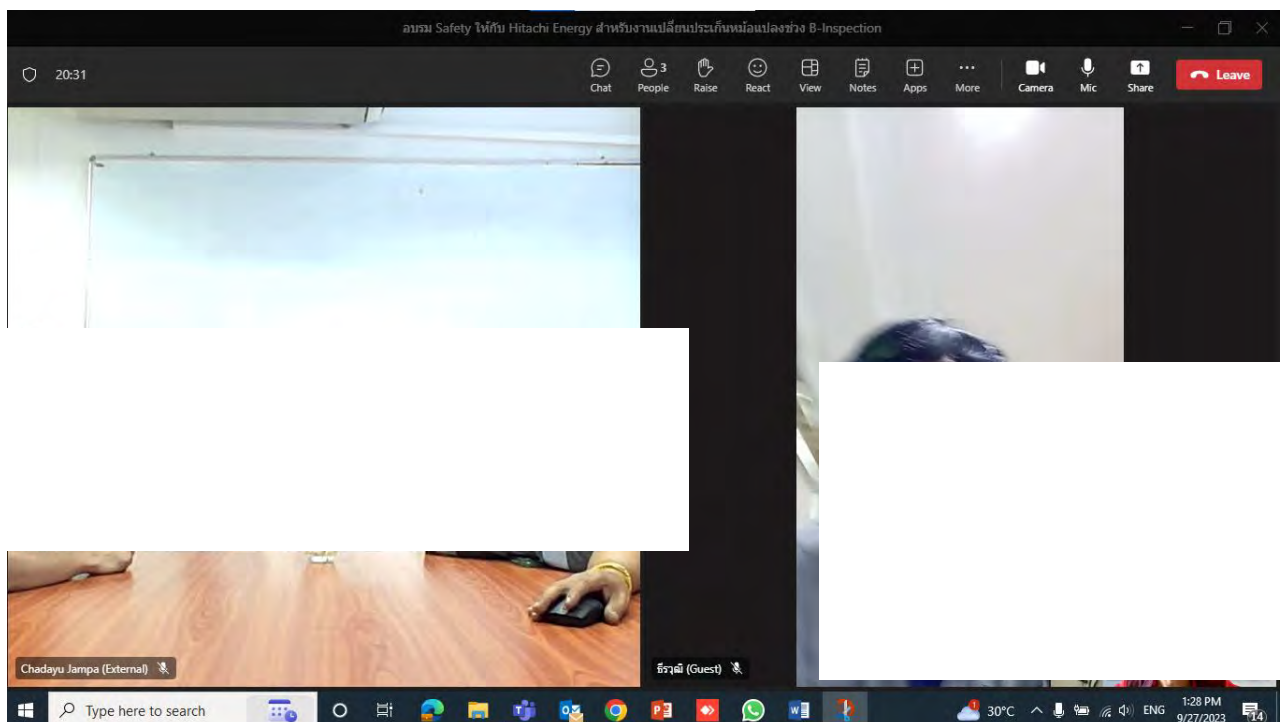 อบรม Safety ให้กับ Hitachi Energy สำหรับงานเปลี่ยนประเก็นหม้อแปลงช่วง B-Inspection
20:31
Chat
3
People
Raise
React
View
Notes
Apps
More
Camera
Mic
Share
Leave
Chadayu Jampa (External)
ธีรวุฒิ (Guest)
Type here to search
30°C
ENG
1:28 PM
9/27/2023
14